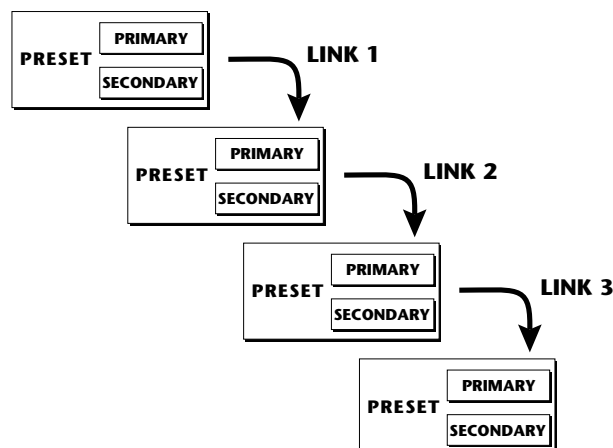 PRIMARY
PRESET
SECONDARY
LINK 1
PRIMARY
PRESET
SECONDARY
LINK 2
PRIMARY
PRESET
SECONDARY
LINK 3
PRIMARY
PRESET
SECONDARY